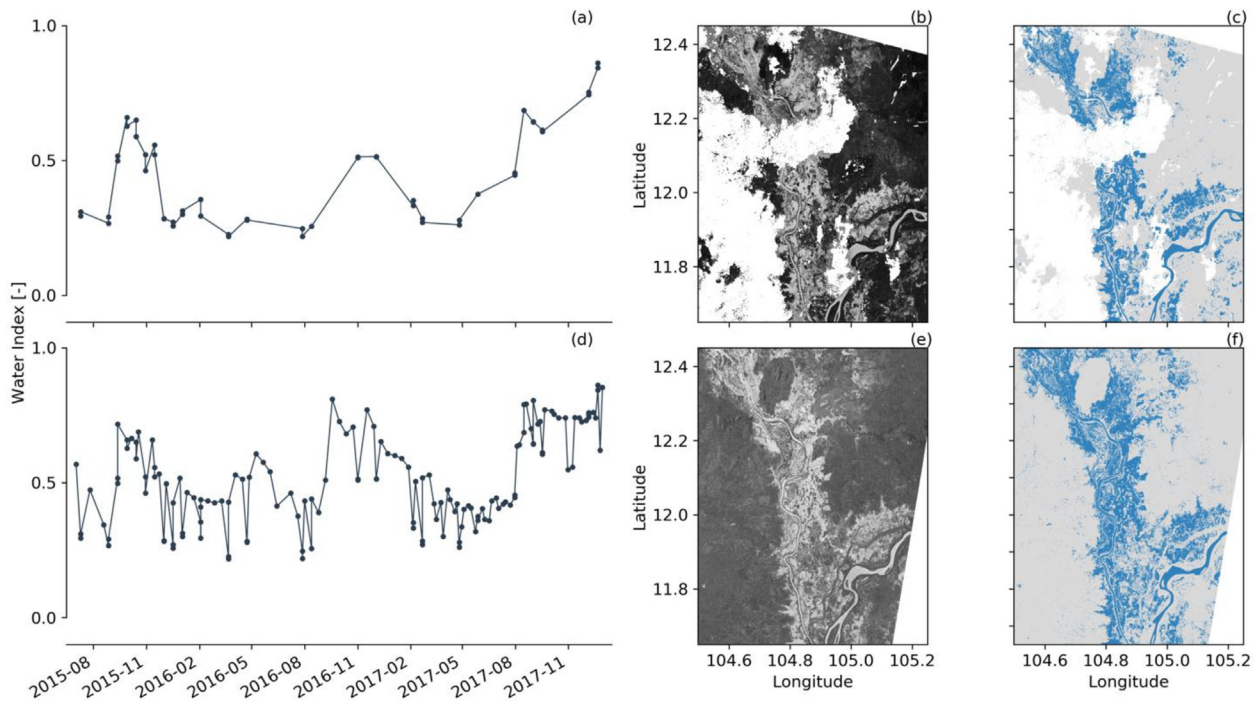 (a)
1.0
0.5
0.0
Water Index [-]
(b)
12.4
12.2
12.0
11.8
Latitude
(c)
(d)
1.0
0.5
0.0
2015-08
2015-11
2016-02
2016-05
2016-08
2016-11
2017-02
2017-05
2017-08
2017-11
(e)
12.4
12.2
12.0
11.8
Latitude
104.6 104.8 105.0 105.2
Longitude
(f)
104.6 104.8 105.0 105.2
Longitude